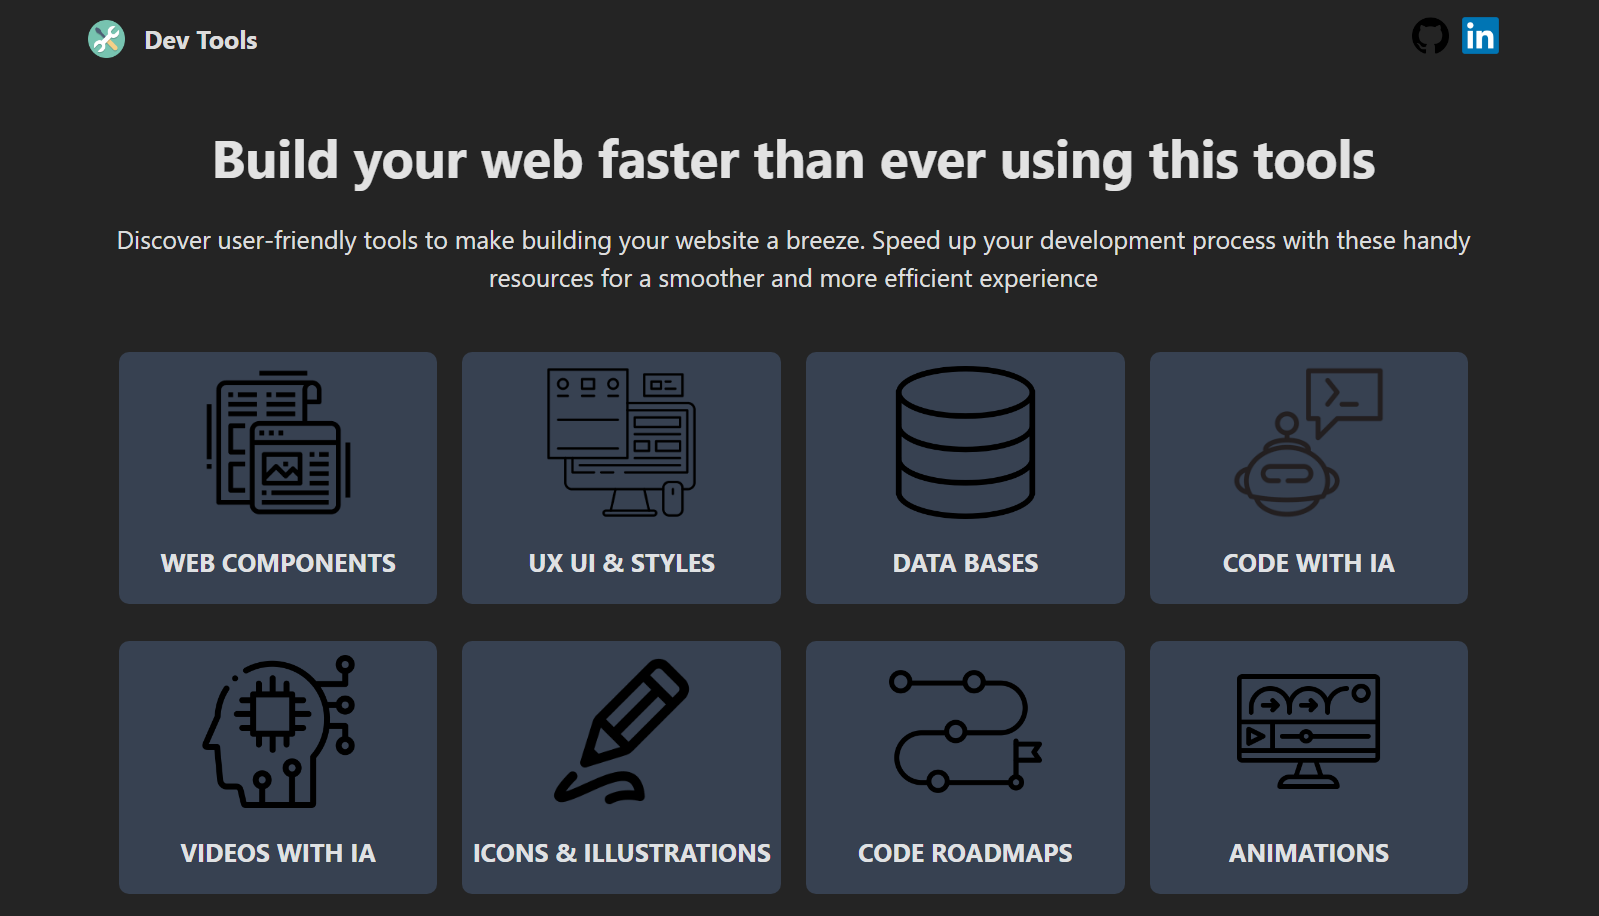 Dev Tools
in
Build your web faster than ever using this tools
Discover user-friendly tools to make building your website a breeze. Speed up your development process with these handy
resources for a smoother and more efficient experience
WEB COMPONENTS
UX UI & STYLES
DATA BASES
CODE WITH IA
VIDEOS WITH IA
ICONS & ILLUSTRATIONS
CODE ROADMAPS
ANIMATIONS